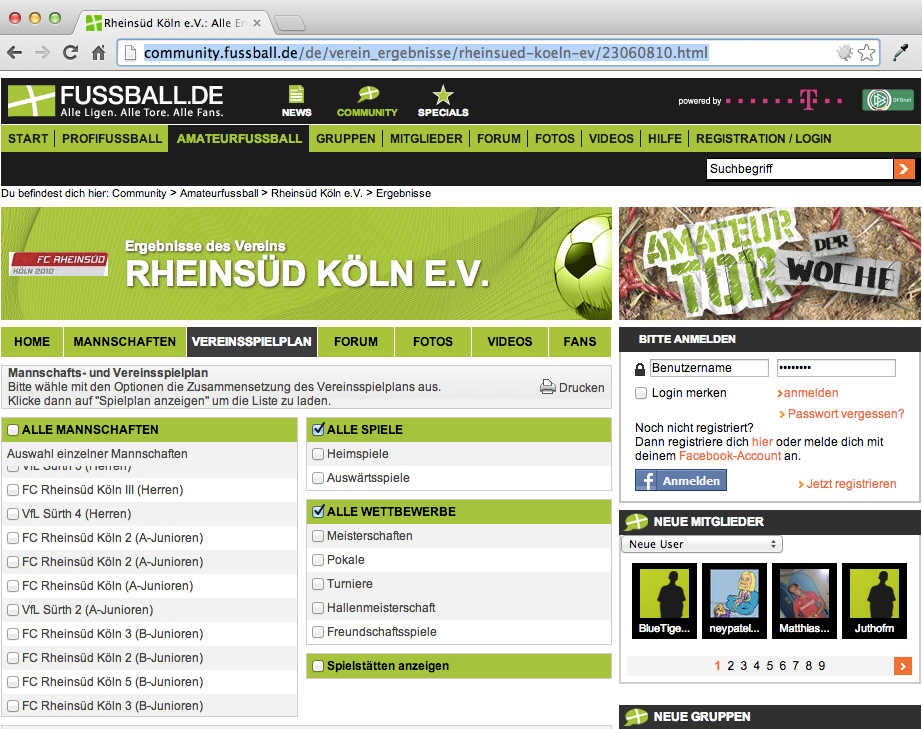 Rheinsüd Köln e.V.: Alle Er
community.fussball.de/de/verein_ergebnisse/rheinsued-koeln-ev/23060810.html
FUSSBALL.DE
Alle Ligen. Alle Tore. Alle Fans.
NEWS
COMMUNITY
SPECIALS
powered by
T
DFBnet
START
PROFIFUSSBALL
AMATEURFUSSBALL
GRUPPEN
MITGLIEDER
FORUM
FOTOS
VIDEOS
HILFE
REGISTRATION / LOGIN
Suchbegriff
Du befindest dich hier: Community > Amateurfussball > Rheinsüd Köln e.V. > Ergebnisse
FC RHEINSÜD
KÖLN 2010
Ergebnisse des Vereins
RHEINSÜD KÖLN E.V.
AMATEUR
TOR
DER
WOCHE
HOME
MANNSCHAFTEN
VEREINSSPIELPLAN
FORUM
FOTOS
VIDEOS
FANS
Mannschafts- und Vereinsspielplan
Bitte wähle mit den Optionen die Zusammensetzung des Vereinsspielplans aus.
Klicke dann auf "Spielplan anzeigen" um die Liste zu laden.
Drucken
ALLE MANNSCHAFTEN
Auswahl einzelner Mannschaften
VfL Sürth 3 (Herren)
FC Rheinsüd Köln III (Herren)
VfL Sürth 4 (Herren)
FC Rheinsüd Köln 2 (A-Junioren)
FC Rheinsüd Köln 2 (A-Junioren)
FC Rheinsüd Köln (A-Junioren)
VfL Sürth 2 (A-Junioren)
FC Rheinsüd Köln 3 (B-Junioren)
FC Rheinsüd Köln 2 (B-Junioren)
FC Rheinsüd Köln 5 (B-Junioren)
FC Rheinsüd Köln 3 (B-Junioren)
ALLE SPIELE
Heimspiele
Auswärtsspiele
ALLE WETTBEWERBE
Meisterschaften
Pokale
Turniere
Hallenmeisterschaft
Freundschaftsspiele
Spielstätten anzeigen
BITTE ANMELDEN
Benutzername
Login merken
anmelden
Passwort vergessen?
Noch nicht registriert?
Dann registriere dich hier oder melde dich mit
deinem Facebook-Account an.
f Anmelden
Jetzt registrieren
NEUE MITGLIEDER
Neue User
BlueTige...
neypatel...
Matthias...
Juthofm
1 2 3 4 5 6 7 8 9
NEUE GRUPPEN